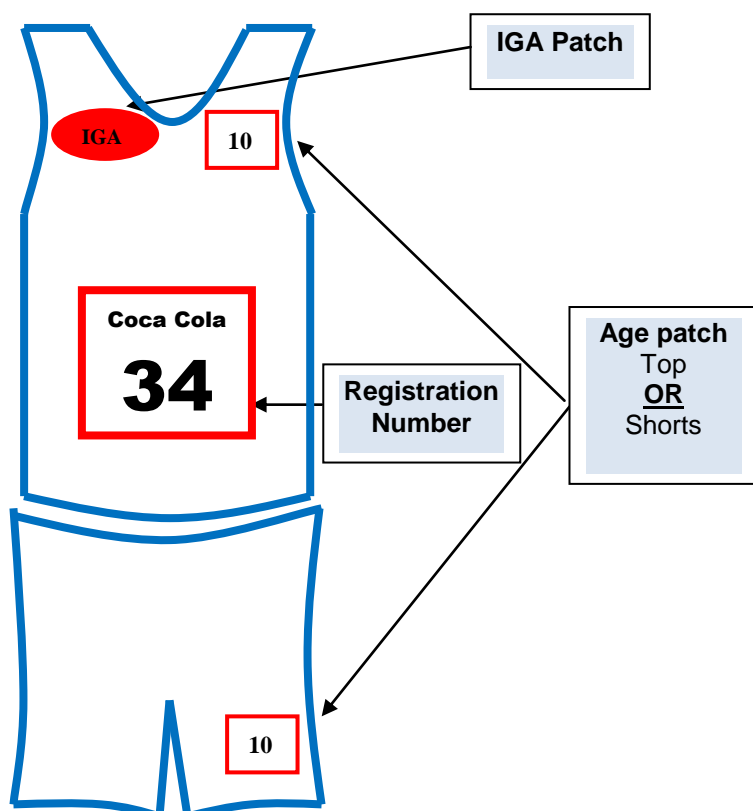 IGA Patch
IGA
10
Coca Cola
34
Registration
Number
Age patch
Top
OR
Shorts
10